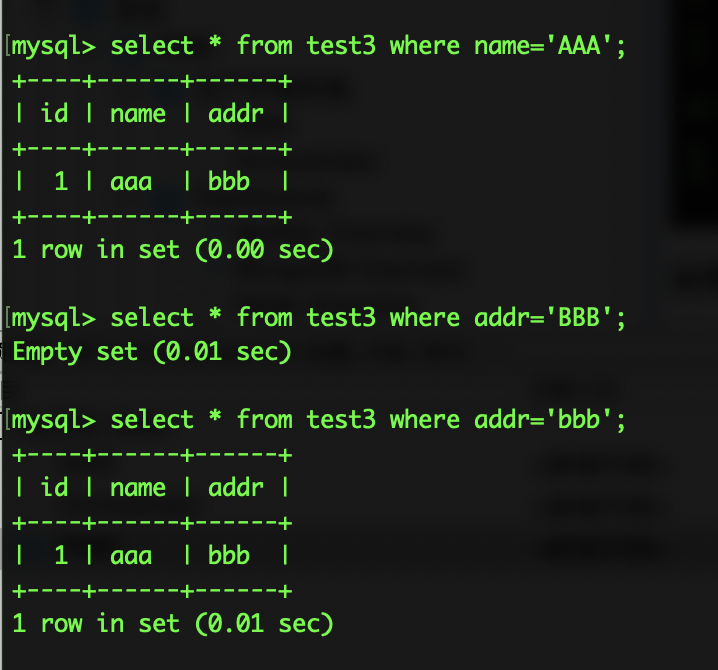 [mysql> select * from test3 where name='AAA';
+----+------+------+
| id | name | addr |
+----+------+------+
|  1 | aaa  | bbb  |
+----+------+------+
1 row in set (0.00 sec)
[mysql> select * from test3 where addr='BBB';
Empty set (0.01 sec)
[mysql> select * from test3 where addr='bbb';
+----+------+------+
| id | name | addr |
+----+------+------+
|  1 | aaa  | bbb  |
+----+------+------+
1 row in set (0.01 sec)